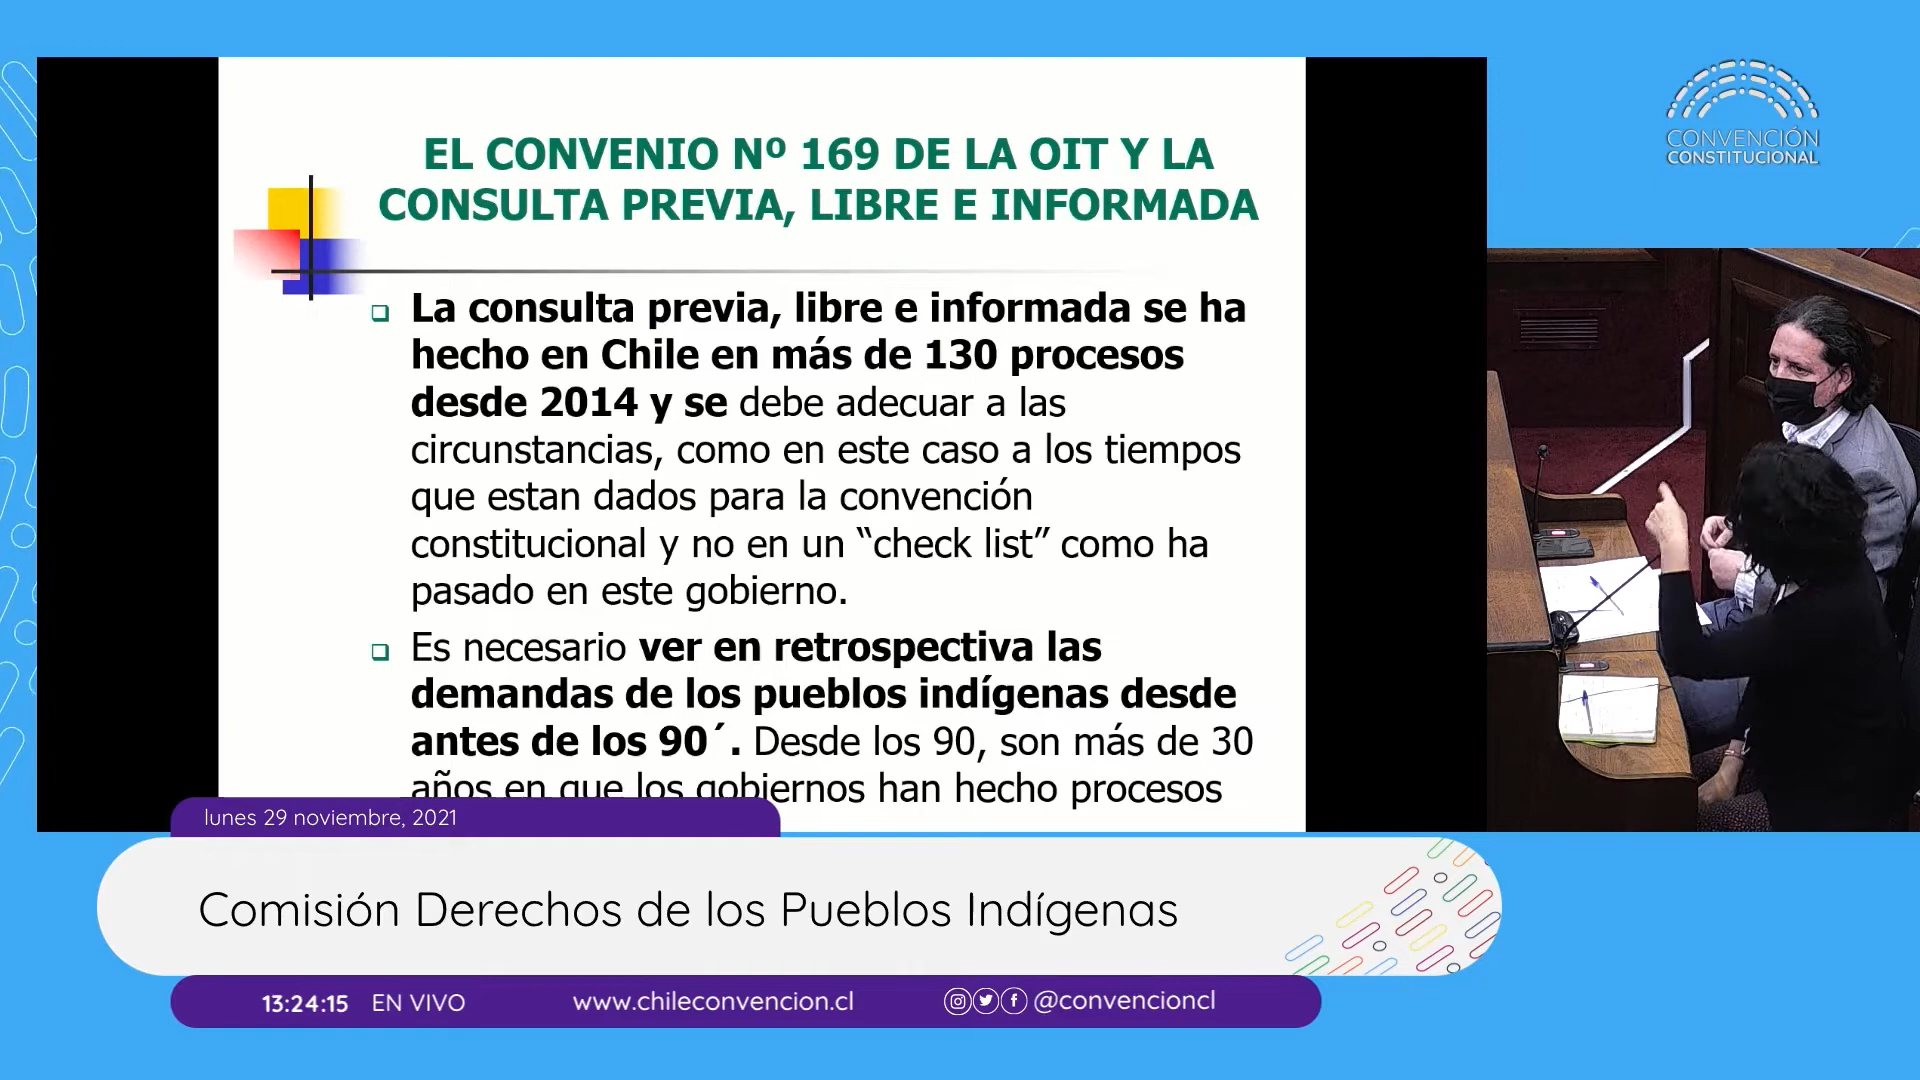 EL CONVENIO Nº 169 DE LA OIT Y LA
CONSULTA PREVIA, LIBRE E INFORMADA
La consulta previa, libre e informada se ha
hecho en Chile en más de 130 procesos
desde 2014 y se debe adecuar a las
circunstancias, como en este caso a los tiempos
que estan dados para la convención
constitucional y no en un “check list” como ha
pasado en este gobierno.
Es necesario ver en retrospectiva las
demandas de los pueblos indígenas desde
antes de los 90´. Desde los 90, son más de 30
años en que los gobiernos han hecho procesos
CONVENCIÓN
CONSTITUCIONAL
lunes 29 noviembre, 2021
Comisión Derechos de los Pueblos Indígenas
13:24:15 EN VIVO www.chileconvencion.cl @convencioncl